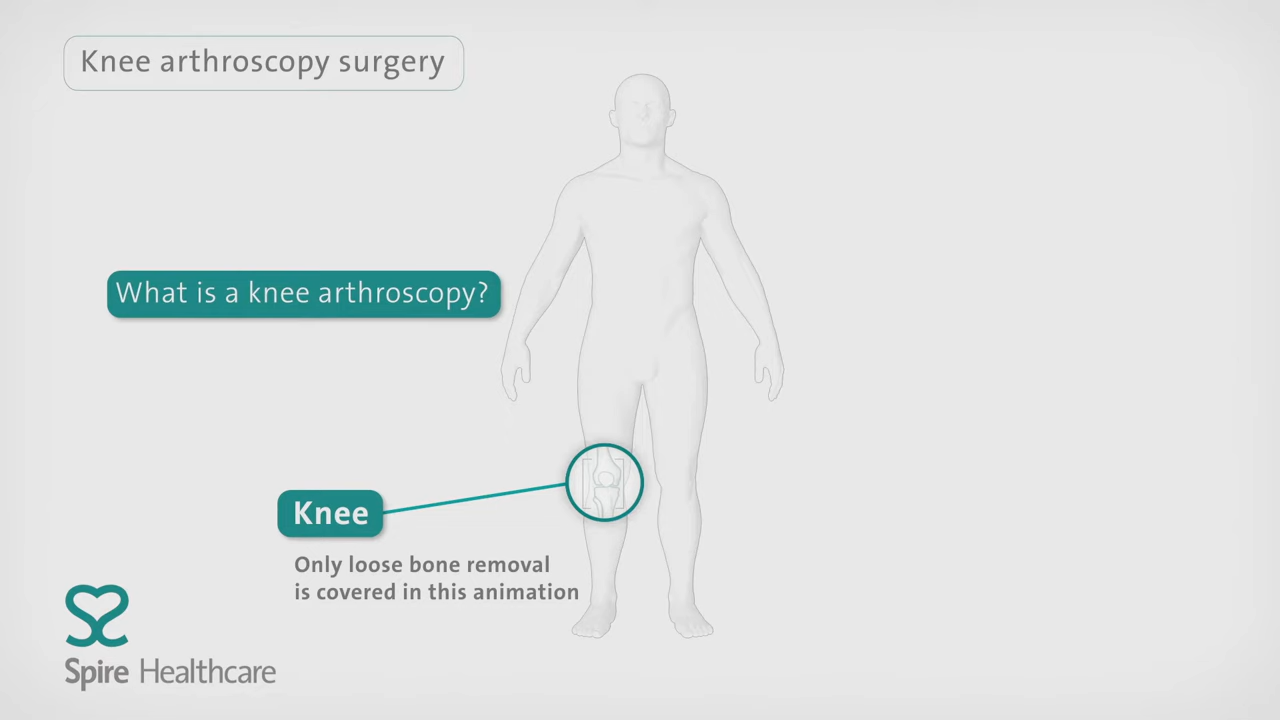 Knee arthroscopy surgery
What is a knee arthroscopy?
Knee
Only loose bone removal
is covered in this animation
Spire Healthcare